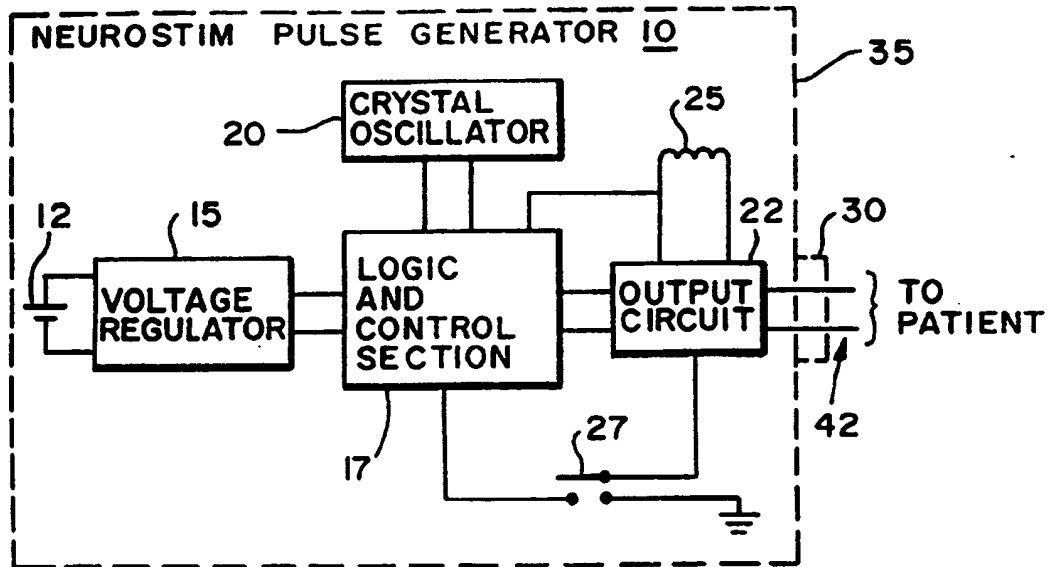 NEUROSTIM PULSE GENERATOR 10
35
CRYSTAL
OSCILLATOR
20
25
12
15
22
30
VOLTAGE
REGULATOR
LOGIC
AND
CONTROL
SECTION
OUTPUT
CIRCUIT
TO
PATIENT
17
27
42